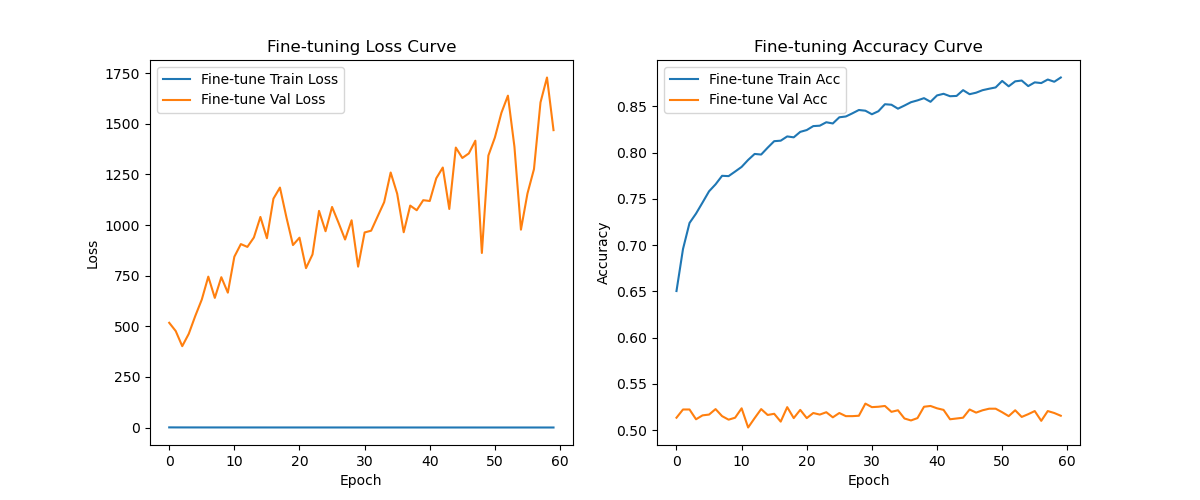 Fine-tuning Loss Curve
Fine-tune Train Loss
Fine-tune Val Loss
1750
1500
1250
1000
750
500
250
0
Loss
0 10 20 30 40 50 60
Epoch
Fine-tuning Accuracy Curve
Fine-tune Train Acc
Fine-tune Val Acc
0.85
0.80
0.75
0.70
0.65
0.60
0.55
0.50
Accuracy
0 10 20 30 40 50 60
Epoch